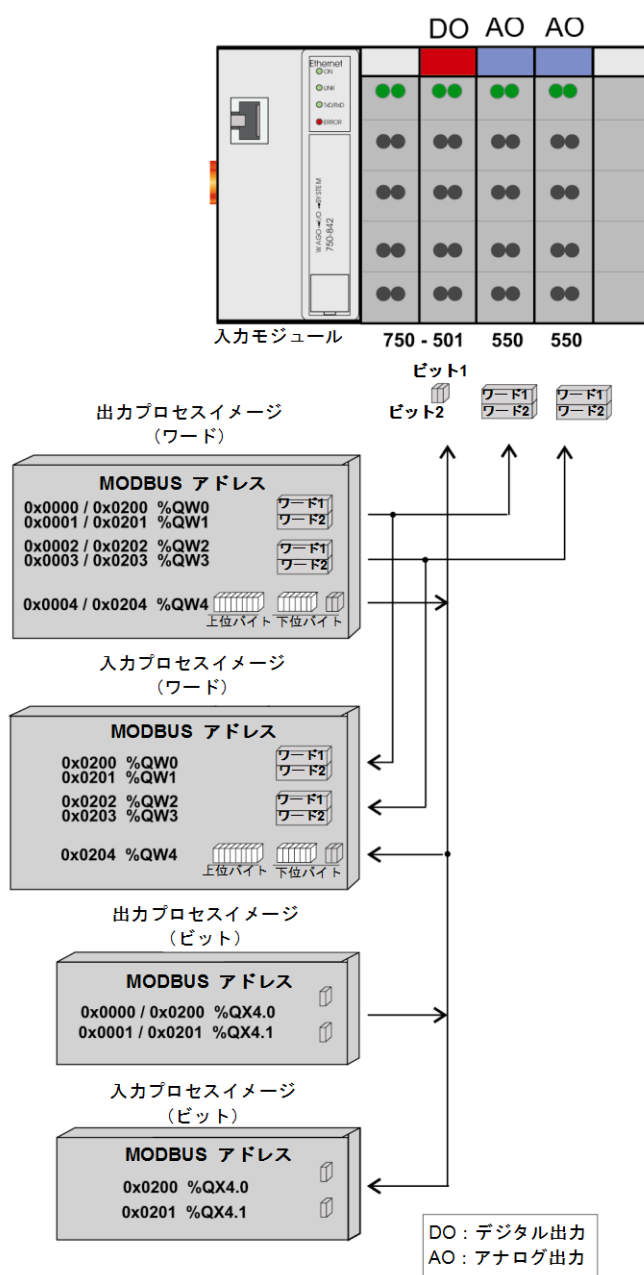 DO AO AO
Ethernet
ON
LINK
TxD/RxD
ERROR
WAGO I/O SYSTEM
750-842
入力モジュール 750 - 501 550 550
ビット1
ビット2
ワード1
ワード2
ワード1
ワード2
出力プロセスイメージ
(ワード)
MODBUS アドレス
0x0000 / 0x0200 %QW0
0x0001 / 0x0201 %QW1
ワード1
ワード2
0x0002 / 0x0202 %QW2
0x0003 / 0x0203 %QW3
ワード1
ワード2
0x0004 / 0x0204 %QW4
上位バイト 下位バイト
入力プロセスイメージ
(ワード)
MODBUS アドレス
0x0200 %QW0
0x0201 %QW1
ワード1
ワード2
0x0202 %QW2
0x0203 %QW3
ワード1
ワード2
0x0204 %QW4
上位バイト 下位バイト
出力プロセスイメージ
(ビット)
MODBUS アドレス
0x0000 / 0x0200 %QX4.0
0x0001 / 0x0201 %QX4.1
入力プロセスイメージ
(ビット)
MODBUS アドレス
0x0200 %QX4.0
0x0201 %QX4.1
DO:デジタル出力
AO:アナログ出力